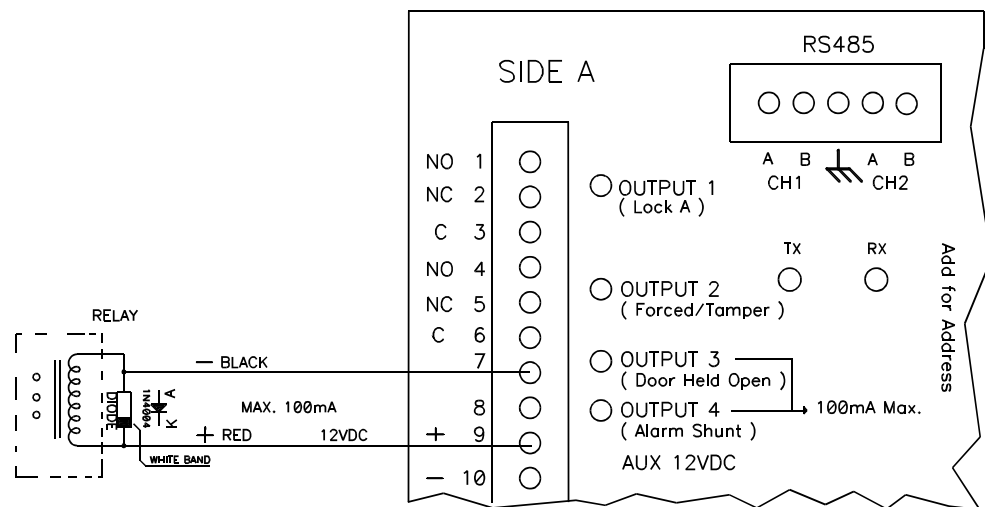 RS485
SIDE A
A B A B
CH1 CH2
NO 1
NC 2
C 3
NO 4
NC 5
C 6
7
8
+ 9
– 10
OUTPUT 1
( Lock A )
OUTPUT 2
( Forced/Tamper )
OUTPUT 3
( Door Held Open )
OUTPUT 4
( Alarm Shunt )
100mA Max.
AUX 12VDC
TX RX
Add for Address
RELAY
– BLACK
DIODE
1N4004
A
K
MAX. 100mA
+ RED 12VDC
WHITE BAND